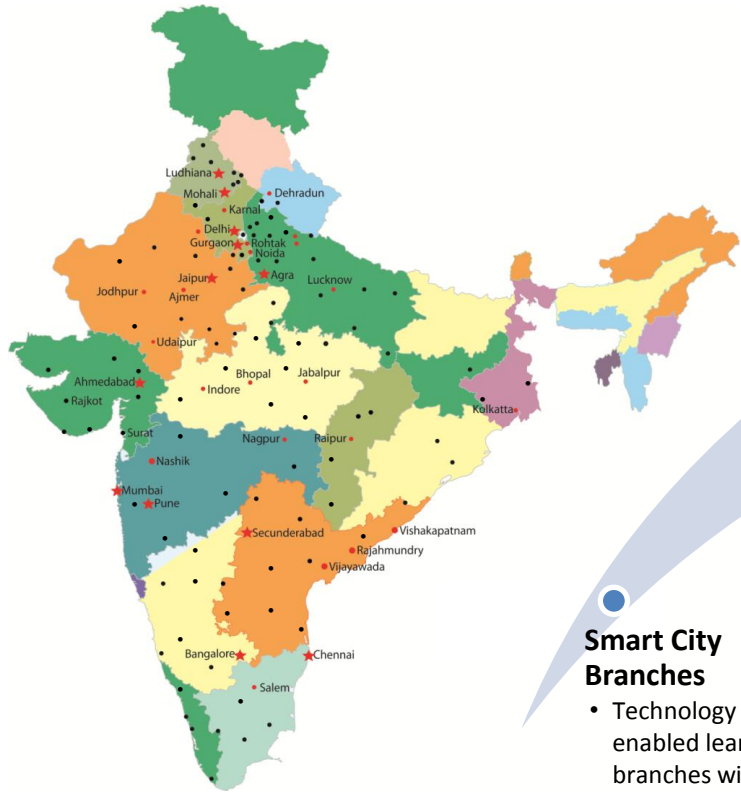 Ludhiana
Mohali
Dehradun
Karnal
Delhi
Gurgaon
Rohtak
Noida
Jaipur
Agra
Lucknow
Jodhpur
Ajmer
Udaipur
Ahmedabad
Bhopal
Jabalpur
Indore
Rajkot
Kolkatta
Surat
Nagpur
Raipur
Nashik
Mumbai
Pune
Secunderabad
Vishakapatnam
Rajahmundry
Vijayawada
Bangalore
Chennai
Salem
Smart City
Branches
• Technology
enabled lear
branches wi